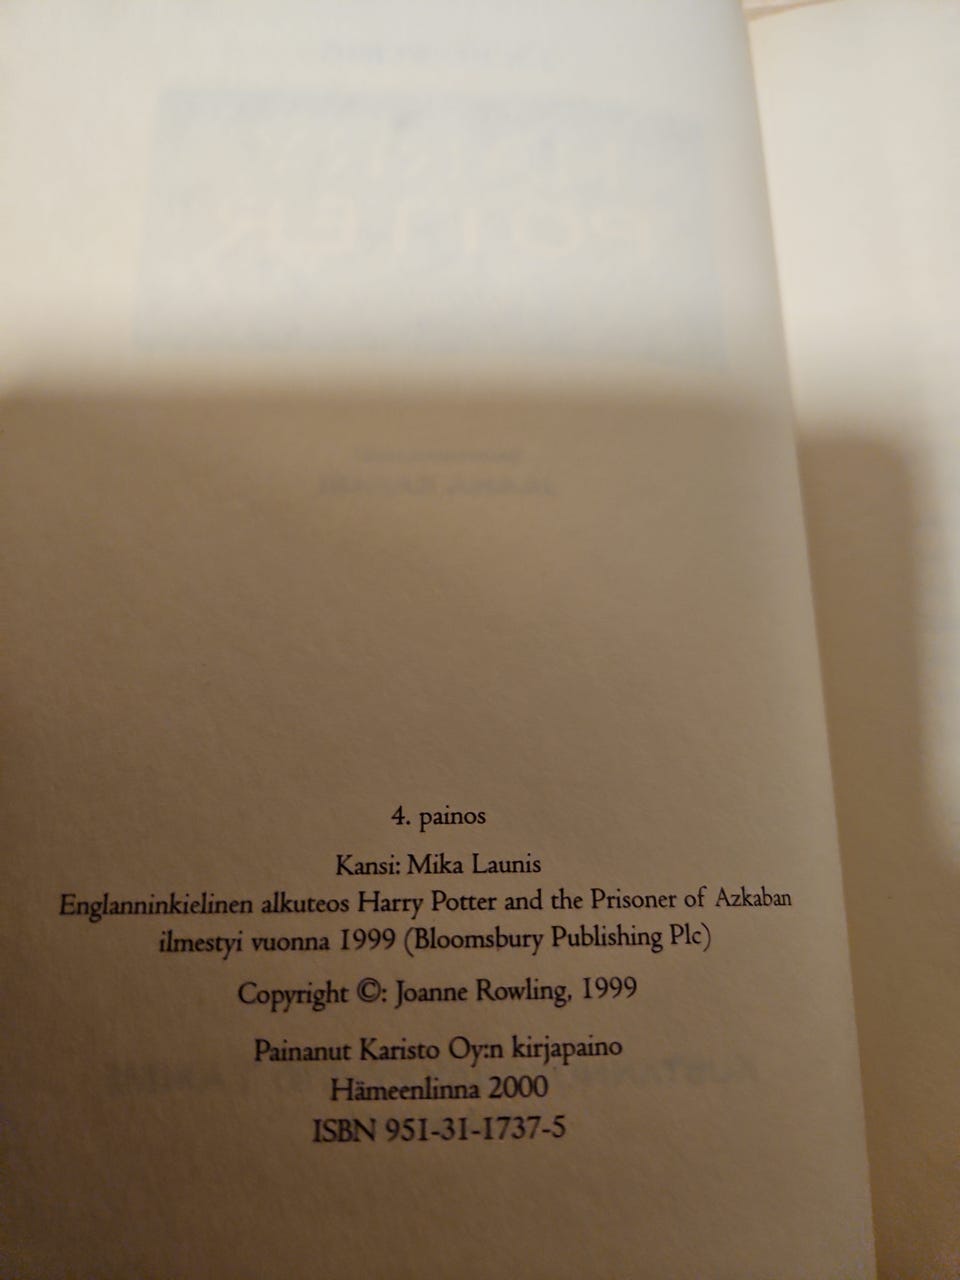 4. painos
Kansi: Mika Launis
Englanninkielinen alkuteos Harry Potter and the Prisoner of Azkaban
ilmestyi vuonna 1999 (Bloomsbury Publishing Plc)
Copyright ©: Joanne Rowling, 1999
Painanut Karisto Oy:n kirjapaino
Hämeenlinna 2000
ISBN 951-31-1737-5